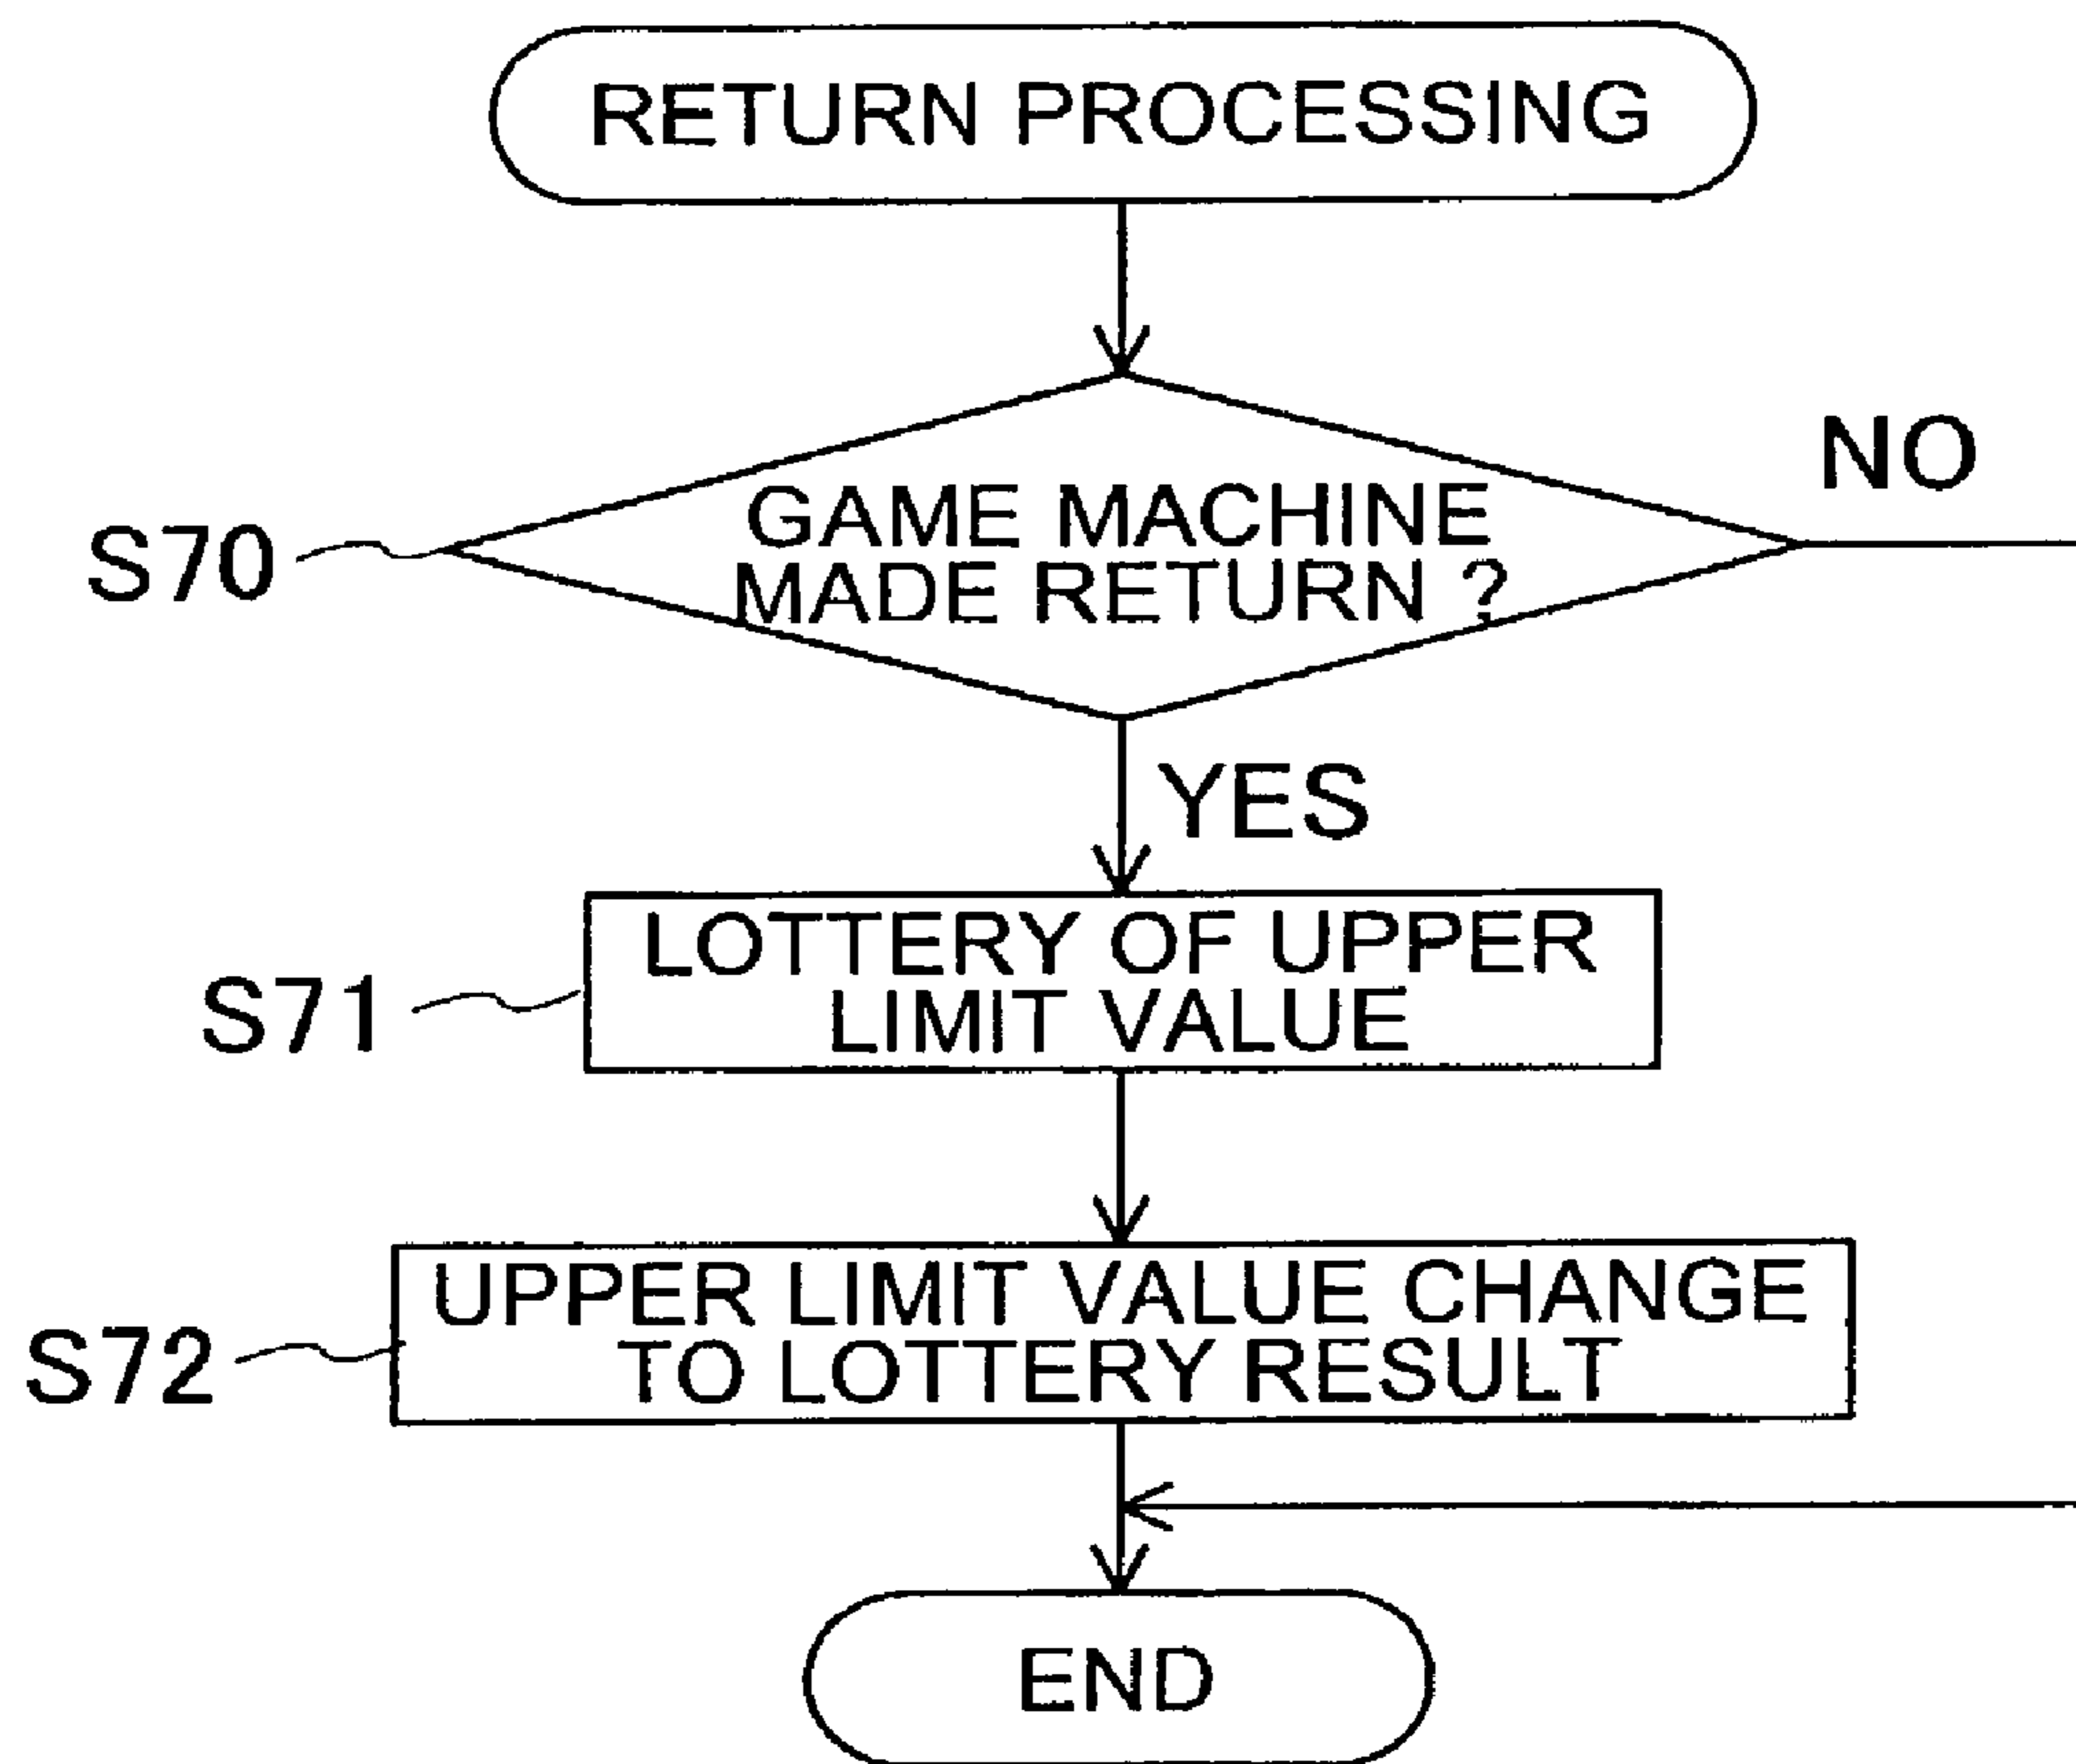 RETURN PROCESSING
NO
GAME MACHINE
MADE RETURN ?
S70
YES
LOTTERY OF UPPER
LIMIT VALUE
S71
UPPER LIMIT VALUE CHANGE
TO LOTTERY RESULT
S72
END